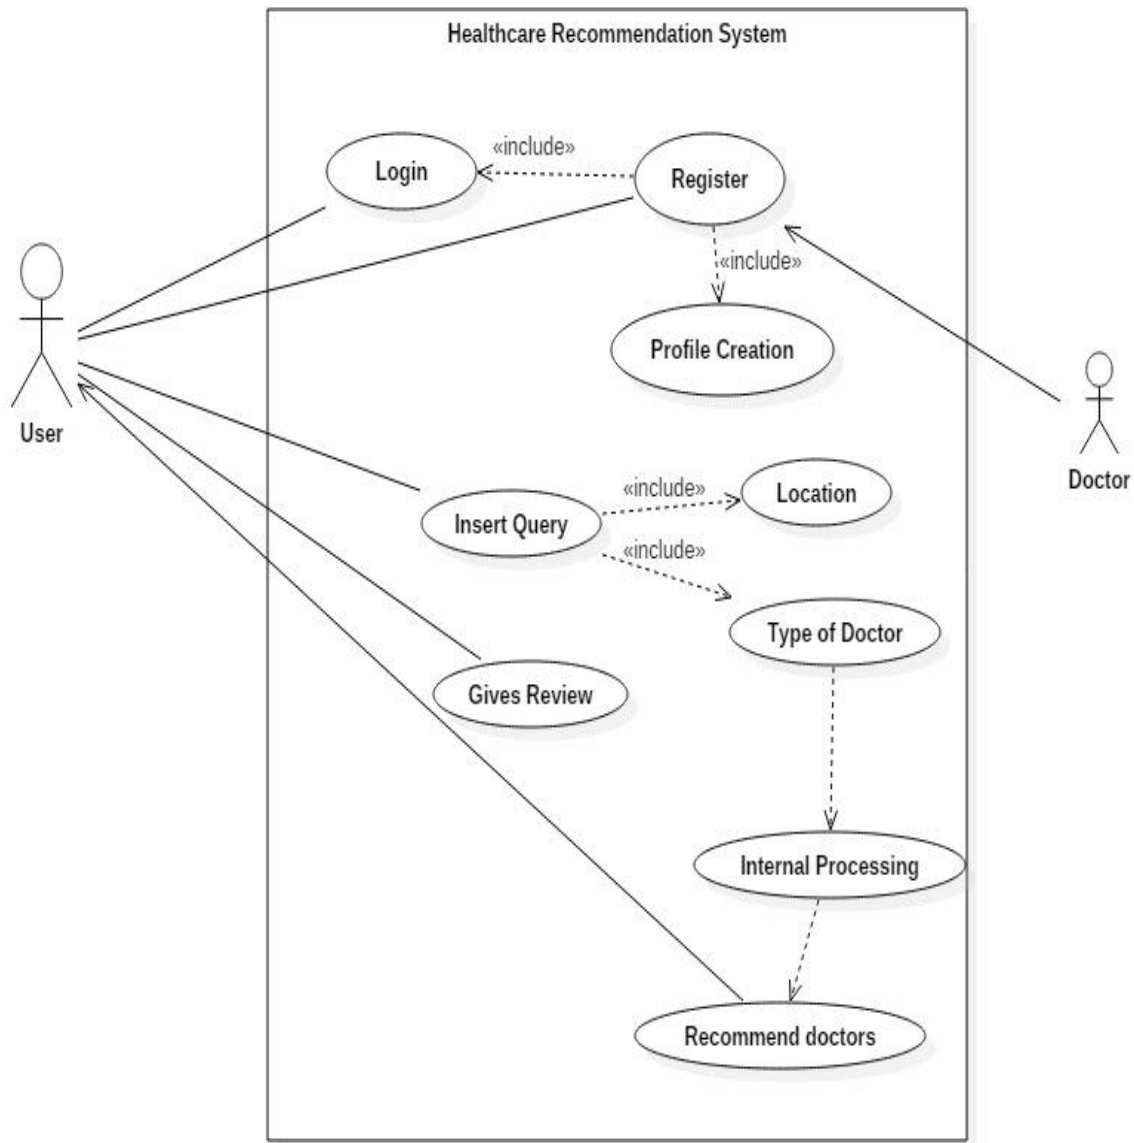 Healthcare Recommendation System
«include»
Login
Register
«include»
Profile Creation
User
Doctor
«include»
Location
Insert Query
«include»
Type of Doctor
Gives Review
Internal Processing
Recommend doctors